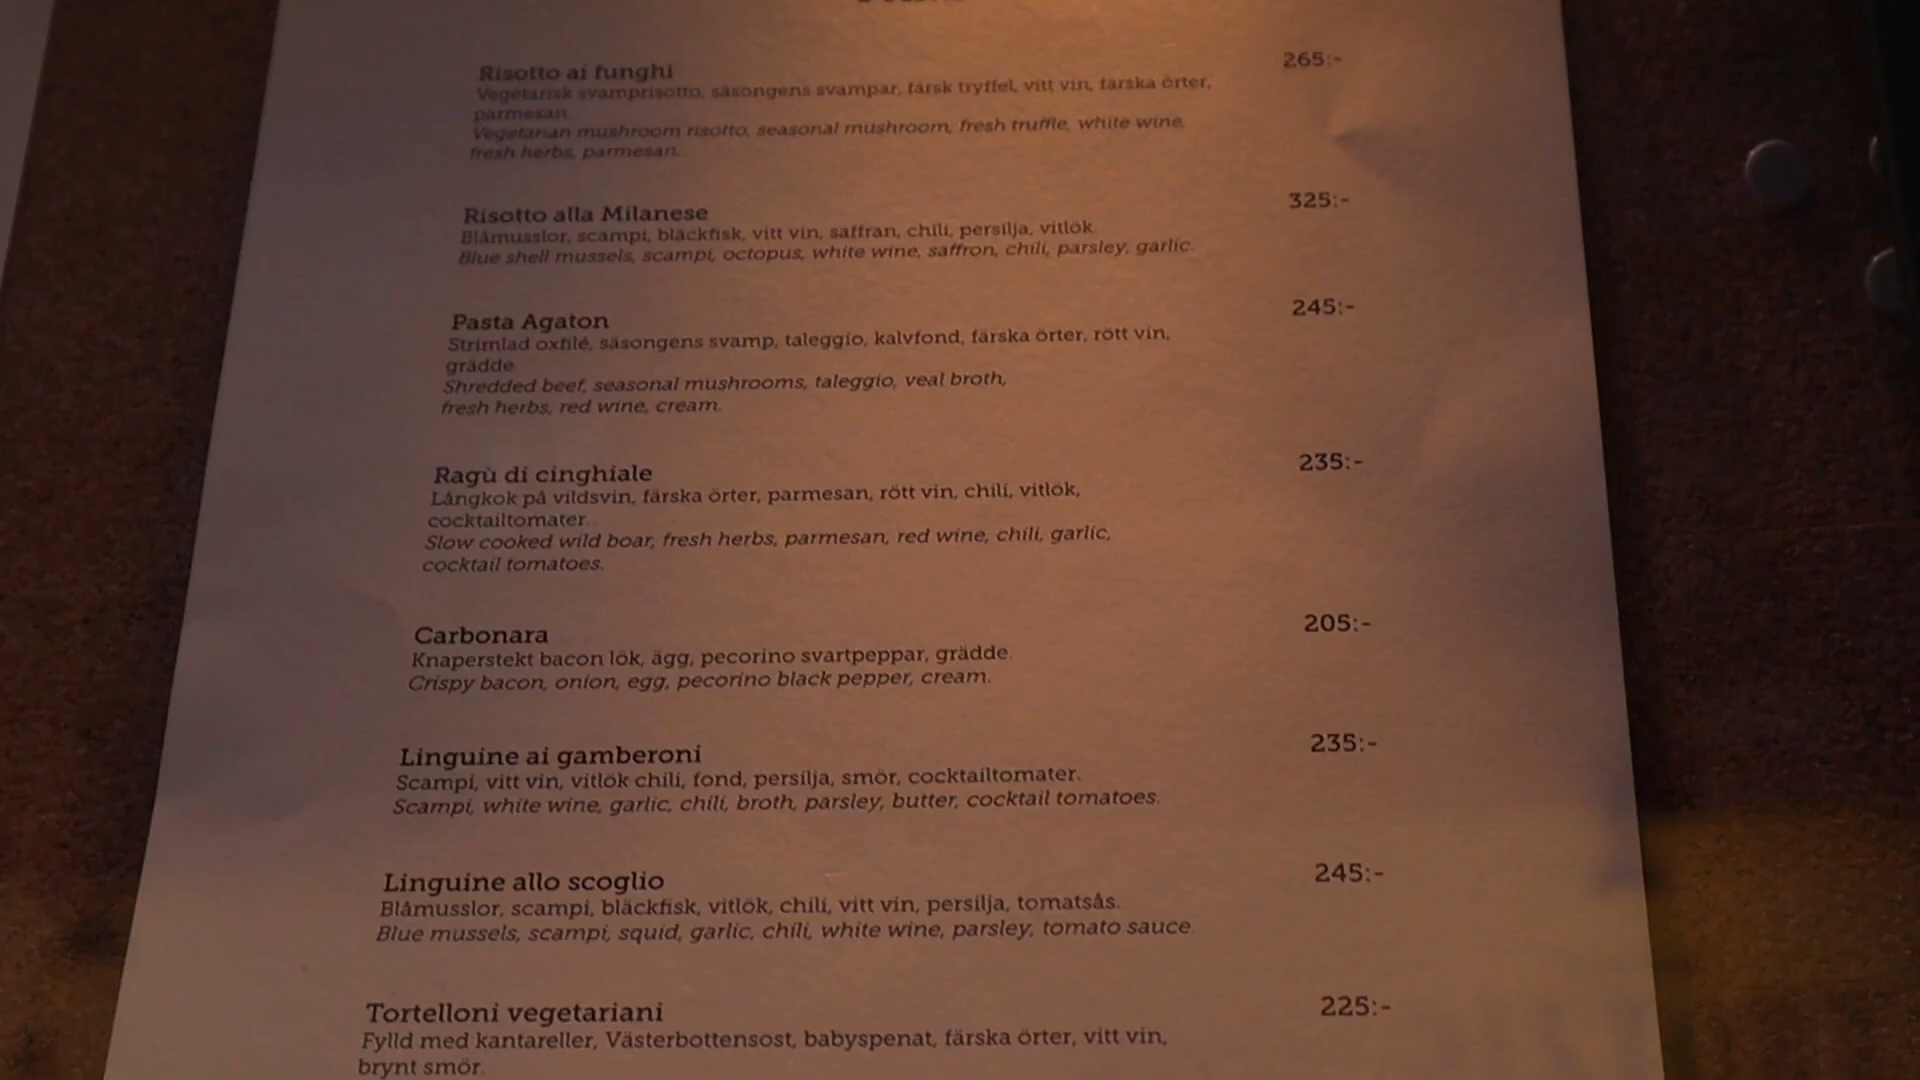 Risotto ai funghi 265:-
Vegetarisk svamprisotto, säsongens svampar, färsk tryffel, vitt vin, färska örter,
parmesan.
Vegetarian mushroom risotto, seasonal mushroom, fresh truffle, white wine,
fresh herbs, parmesan.
Risotto alla Milanese 325:-
Blåmusslor, scampi, bläckfisk, vitt vin, saffran, chili, persilja, vitlök.
Blue shell mussels, scampi, octopus, white wine, saffron, chili, parsley, garlic.
Pasta Agaton 245:-
Strimlad oxfilé, säsongens svamp, taleggio, kalvfond, färska örter, rött vin,
grädde.
Shredded beef, seasonal mushrooms, taleggio, veal broth,
fresh herbs, red wine, cream.
Ragù di cinghiale 235:-
Långkok på vildsvin, färska örter, parmesan, rött vin, chili, vitlök,
cocktailtomater.
Slow cooked wild boar, fresh herbs, parmesan, red wine, chili, garlic,
cocktail tomatoes.
Carbonara 205:-
Knaperstekt bacon lök, ägg, pecorino svartpeppar, grädde.
Crispy bacon, onion, egg, pecorino black pepper, cream.
Linguine ai gamberoni 235:-
Scampi, vitt vin, vitlök chili, fond, persilja, smör, cocktailtomater.
Scampi, white wine, garlic, chili, broth, parsley, butter, cocktail tomatoes.
Linguine allo scoglio 245:-
Blåmusslor, scampi, bläckfisk, vitlök, chili, vitt vin, persilja, tomatsås.
Blue mussels, scampi, squid, garlic, chili, white wine, parsley, tomato sauce.
Tortelloni vegetariani 225:-
Fylld med kantareller, Västerbottensost, babyspenat, färska örter, vitt vin,
brynt smör.